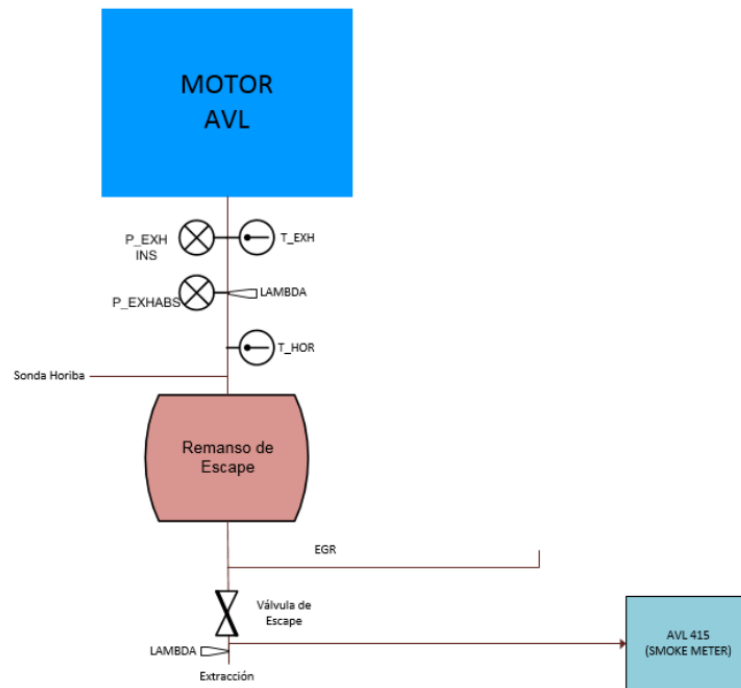 MOTOR
AVL
P_EXH
INS
T_EXH
P_EXHABS
LAMBDA
T_HOR
Sonda Horiba
Remanso de
Escape
EGR
Válvula de
Escape
AVL 415
(SMOKE METER)
LAMBDA
Extracción